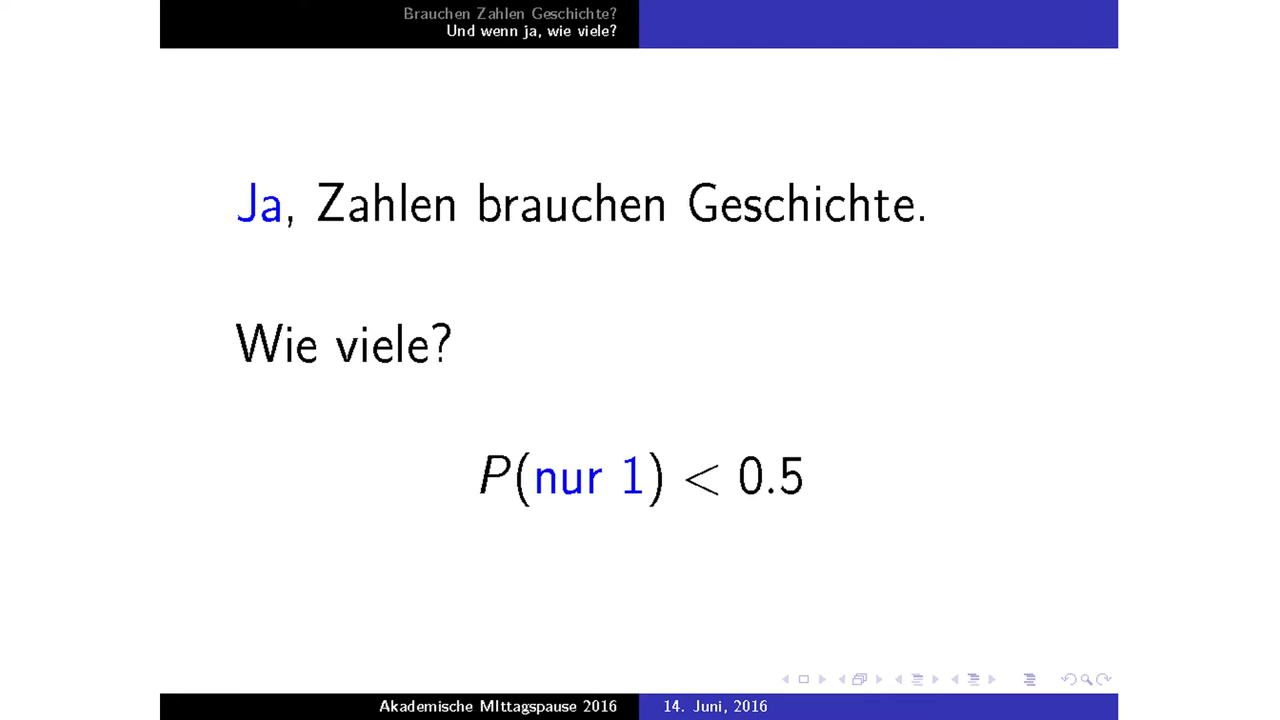 Brauchen Zahlen Geschichte?
Und wenn ja, wie viele?
Ja, Zahlen brauchen Geschichte.
Wie viele?
P(nur 1) < 0.5
Akademische MIttagspause 2016
14. Juni, 2016